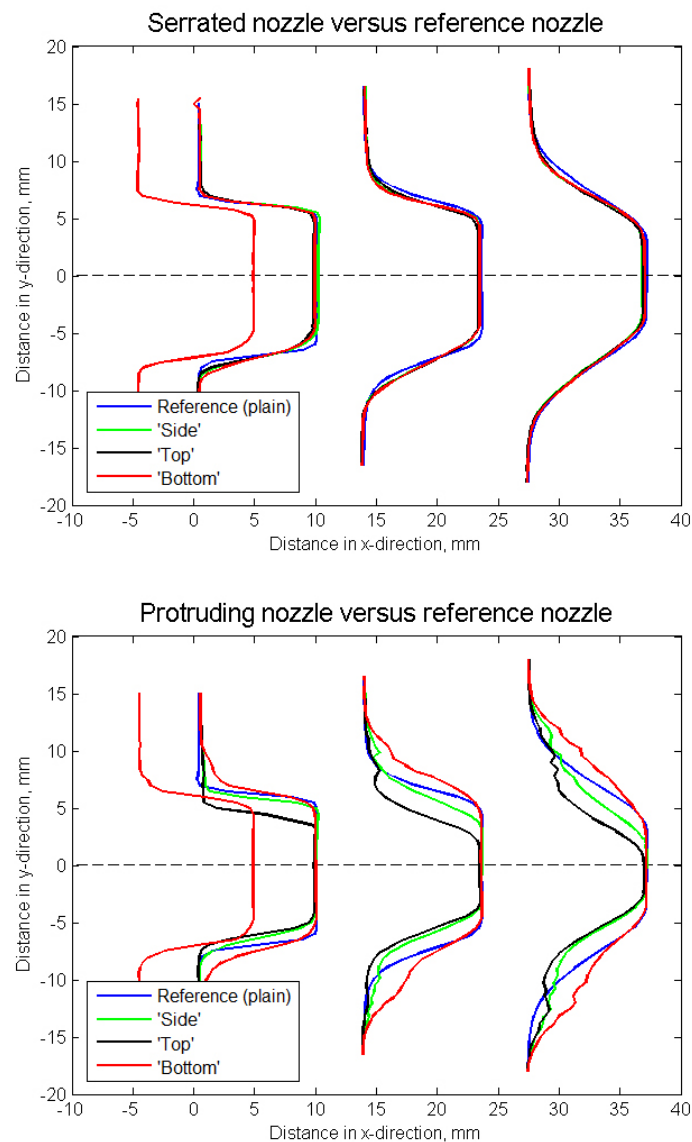 Serrated nozzle versus reference nozzle
20
15
10
5
0
-5
-10
-15
-20
Distance in y-direction, mm
Reference (plain)
'Side'
'Top'
'Bottom'
-10 -5 0 5 10 15 20 25 30 35 40
Distance in x-direction, mm
Protruding nozzle versus reference nozzle
20
15
10
5
0
-5
-10
-15
-20
Distance in y-direction, mm
Reference (plain)
'Side'
'Top'
'Bottom'
-10 -5 0 5 10 15 20 25 30 35 40
Distance in x-direction, mm